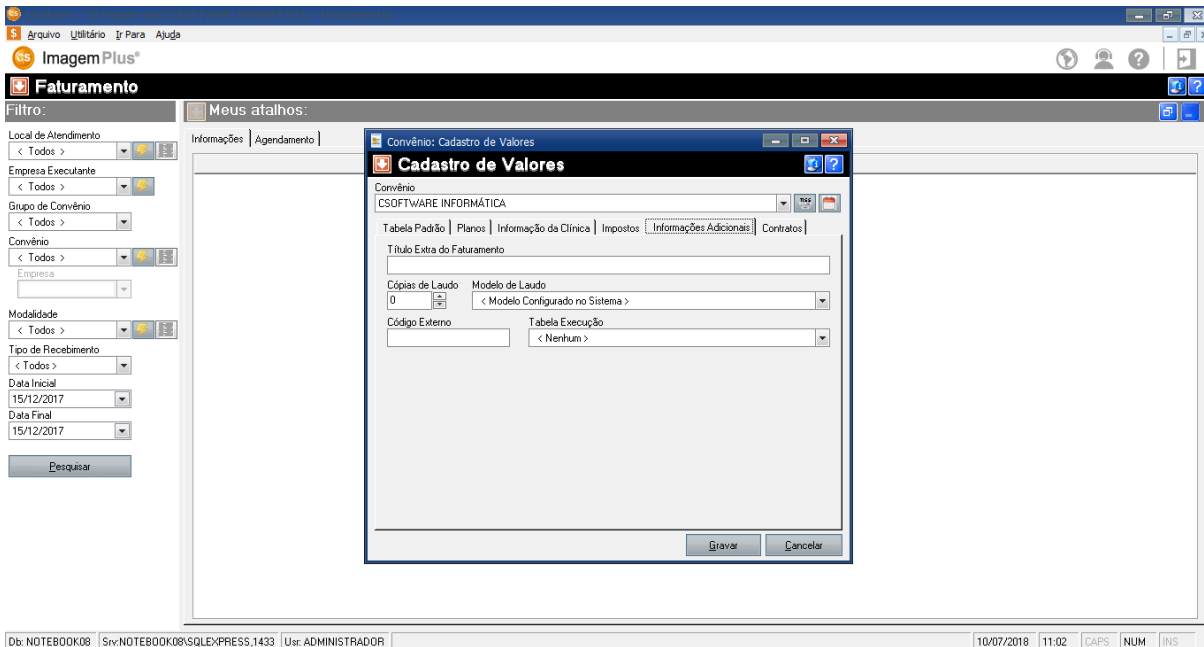 Arquivo Utilitário Ir Para Ajuda
ImagemPlus®
Faturamento
Filtro:
Meus atalhos:
Local de Atendimento
< Todos >
Empresa Executante
< Todos >
Grupo de Convênio
< Todos >
Convênio
< Todos >
Empresa
Modalidade
< Todos >
Tipo de Recebimento
< Todos >
Data Inicial
15/12/2017
Data Final
15/12/2017
Pesquisar
Informações Agendamento
Convênio: Cadastro de Valores
Cadastro de Valores
Convênio
CSOFTWARE INFORMÁTICA
Tabela Padrão Planos Informação da Clínica Impostos Informações Adicionais Contratos
Título Extra do Faturamento
Cópias de Laudo Modelo de Laudo
0 < Modelo Configurado no Sistema >
Código Externo Tabela Execução
< Nenhum >
Gravar Cancelar
Db: NOTEBOOK08 Srv:NOTEBOOK08\SQLEXPRESS,1433 Usr: ADMINISTRADOR 10/07/2018 11:02 CAPS NUM INS